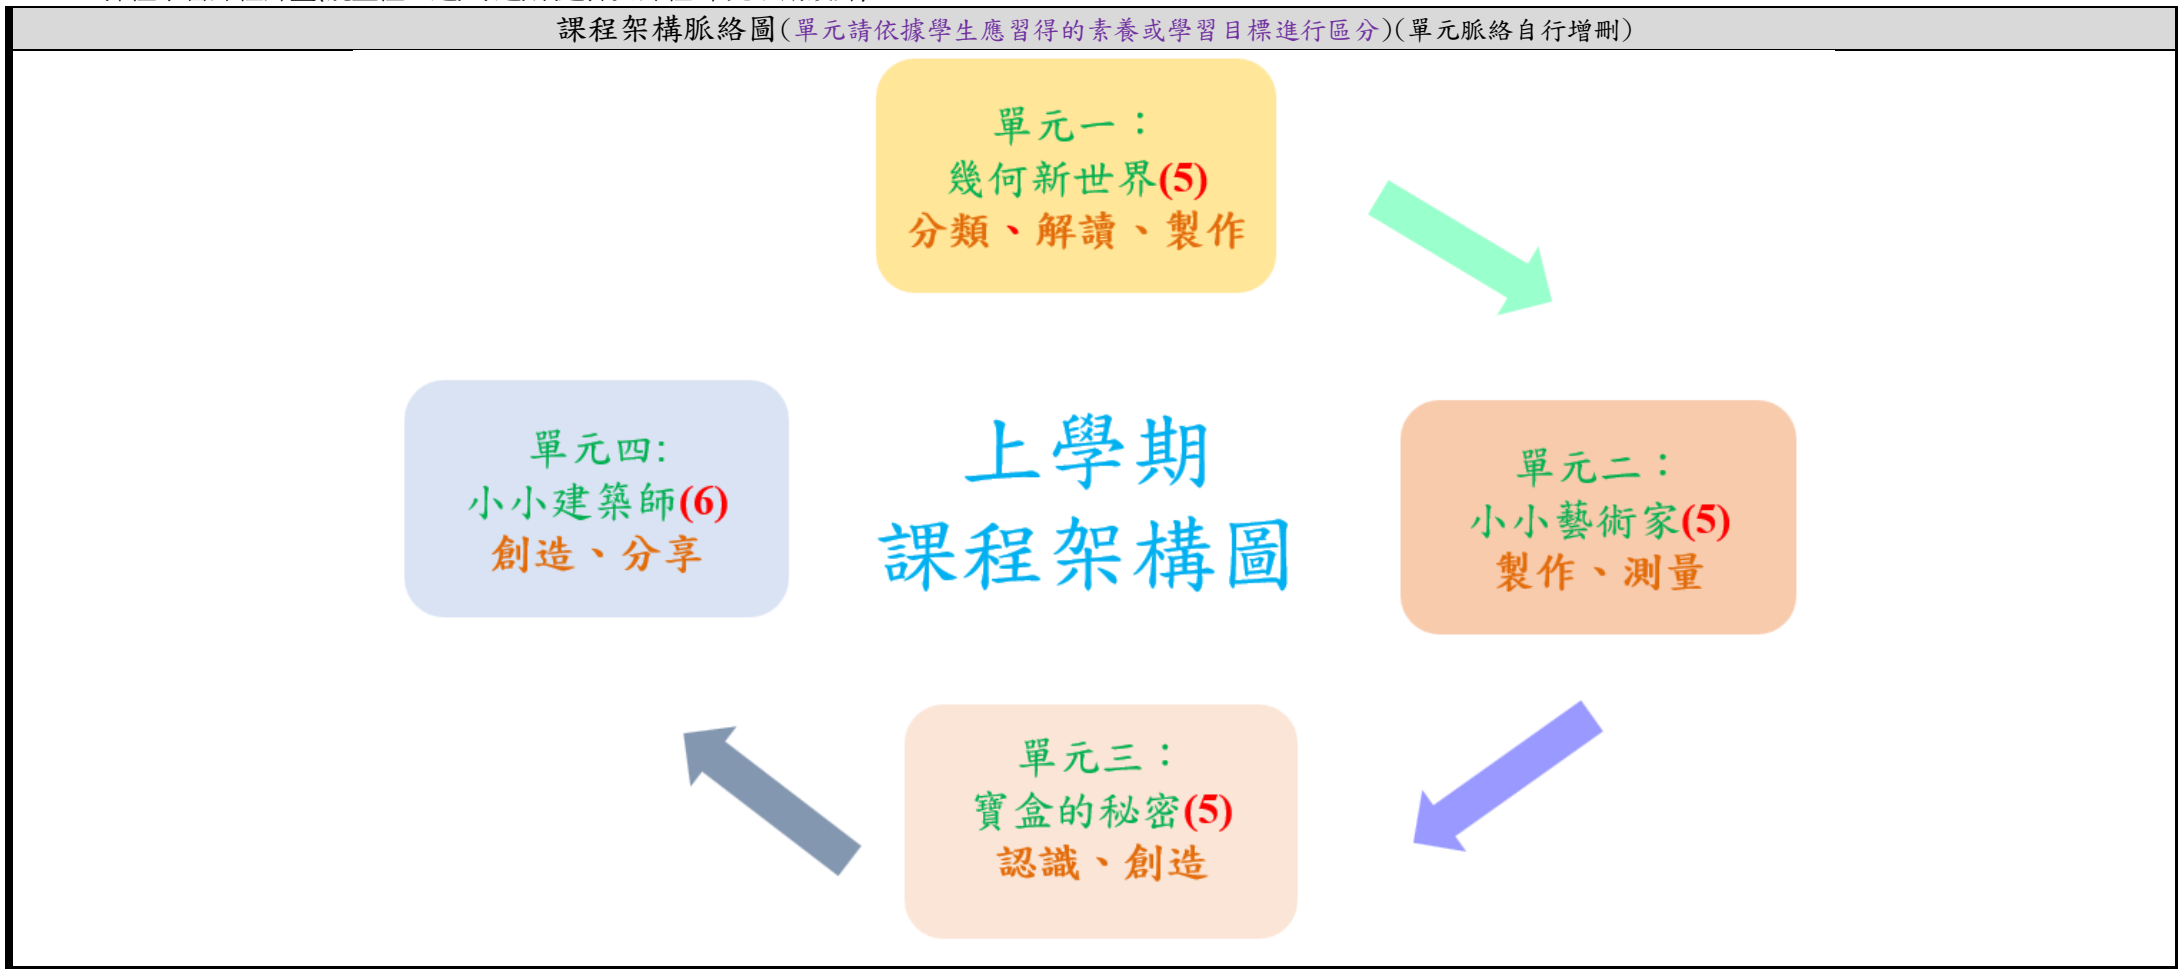 課程架構脈絡圖(單元請依據學生應習得的素養或學習目標進行區分)(單元脈絡自行增刪)
單元一：
幾何新世界(5)
分類、解讀、製作
單元四:
小小建築師(6)
創造、分享
上學期
課程架構圖
單元二：
小小藝術家(5)
製作、測量
單元三：
寶盒的秘密(5)
認識、創造